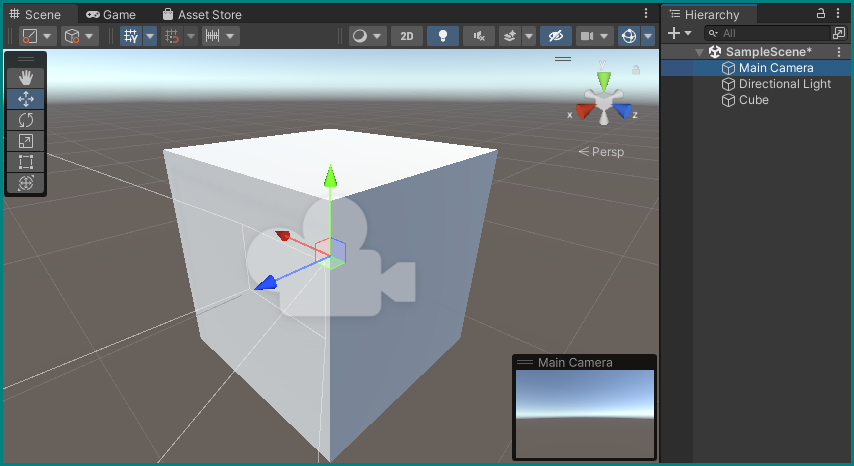 Scene Game Asset Store
Hierarchy
2D
All
SampleScene*
Main Camera
Directional Light
Cube
y
x
z
Persp
Main Camera